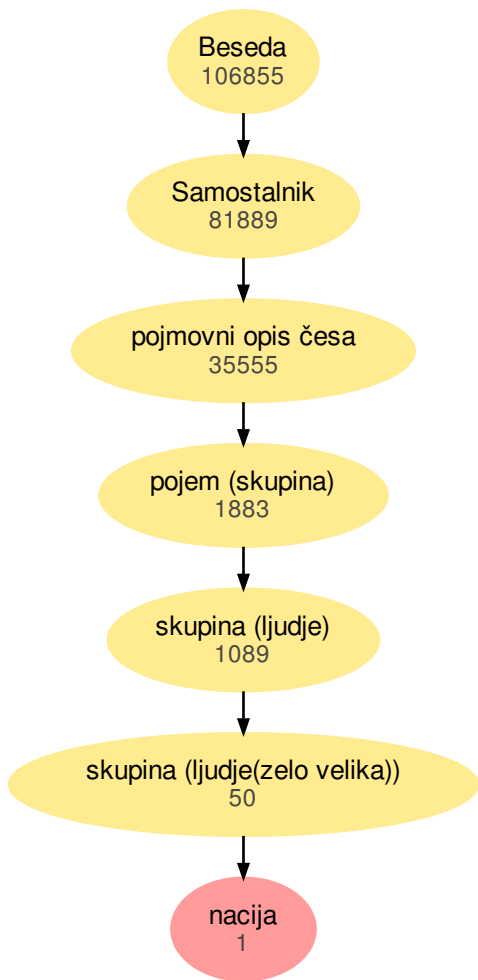 Beseda
106855
Samostalnik
81889
pojmovni opis česa
35555
pojem (skupina)
1883
skupina (ljudje)
1089
skupina (ljudje(zelo velika))
50
nacija
1